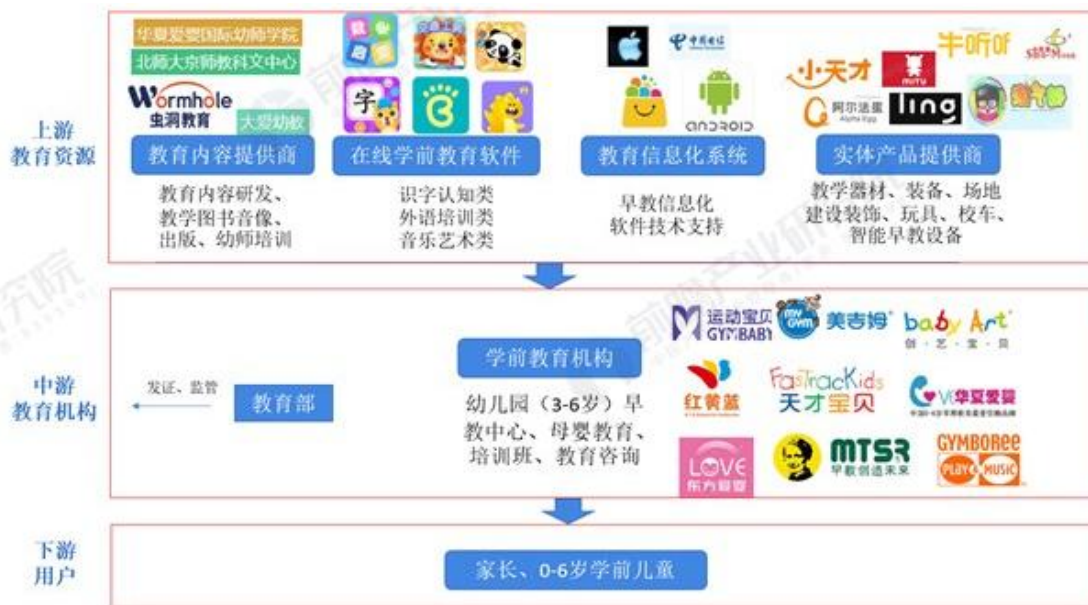 华夏爱婴国际幼师学院
北师大京师教科文中心
Wormhole
虫洞教育
大爱幼教
字
中国电信
ANDROID
小天才
MITU
牛听听
阿尔法蛋
Alpha Egg
ling
上游
教育资源
教育内容提供商
在线学前教育软件
教育信息化系统
实体产品提供商
教育内容研发、
教学图书音像、
出版、幼师培训
识字认知类
外语培训类
音乐艺术类
早教信息化
软件技术支持
教学器材、装备、场地
建设装饰、玩具、校车、
智能早教设备
中游
教育机构
发证、监管
教育部
学前教育机构
幼儿园（3-6岁）早
教中心、母婴教育、
培训班、教育咨询
运动宝贝
GYMBABY
MY GYM
美吉姆
baby Art
创·艺·宝·贝
红黄蓝
FasTracKids
天才宝贝
华夏爱婴
LOVE
东方爱婴
MTSR
早教创造未来
GYMBOREE
PLAY & MUSIC
下游
用户
家长、0-6岁学前儿童
前瞻产业研究院